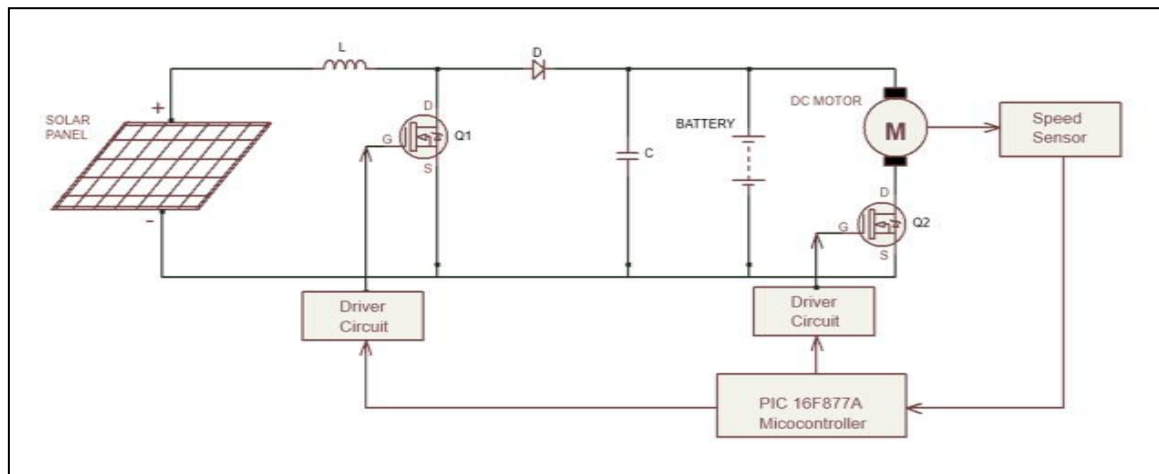 L
D
+
SOLAR
PANEL
-
D
G
Q1
S
C
BATTERY
DC MOTOR
M
Speed
Sensor
D
G
Q2
S
Driver
Circuit
Driver
Circuit
PIC 16F877A
Micocontroller